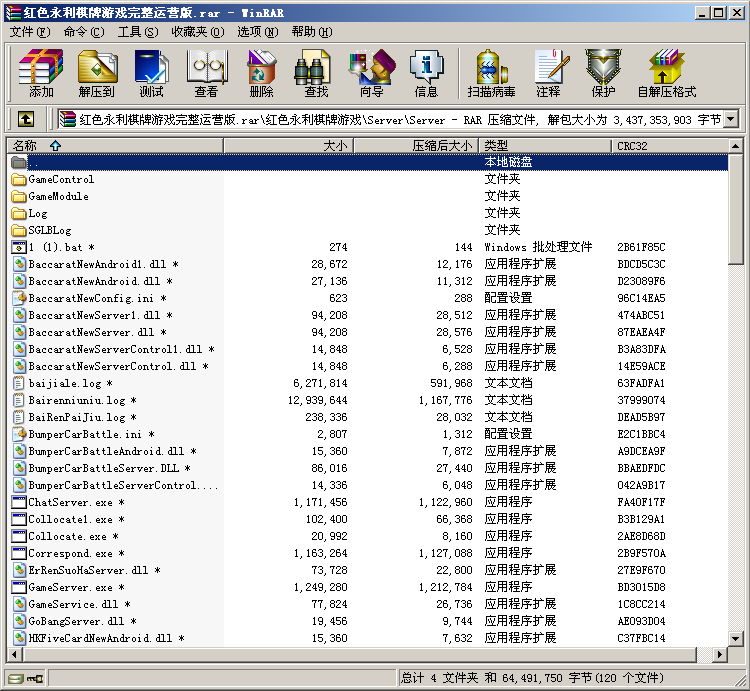 红色永利棋牌游戏完整运营版.rar - WinRAR
文件(F) 命令(C) 工具(S) 收藏夹(O) 选项(N) 帮助(H)
添加 解压到 测试 查看 删除 查找 向导 信息 扫描病毒 注释 保护 自解压格式
红色永利棋牌游戏完整运营版.rar\红色永利棋牌游戏\Server\Server - RAR 压缩文件, 解包大小为 3,437,353,903 字节
名称 大小 压缩后大小 类型 CRC32
.. 本地磁盘
GameControl 文件夹
GameModule 文件夹
Log 文件夹
SGLBLog 文件夹
1 (1).bat * 274 144 Windows 批处理文件 2B61F85C
BaccaratNewAndroid1.dll * 28,672 12,176 应用程序扩展 BDCD5C3C
BaccaratNewAndroid.dll * 27,136 11,312 应用程序扩展 D23089F6
BaccaratNewConfig.ini * 623 288 配置设置 96C14EA5
BaccaratNewServer1.dll * 94,208 28,512 应用程序扩展 474ABC51
BaccaratNewServer.dll * 94,208 28,576 应用程序扩展 87EAEA4F
BaccaratNewServerControl1.dll * 14,848 6,528 应用程序扩展 B3A83DFA
BaccaratNewServerControl.dll * 14,848 6,288 应用程序扩展 14E59ACE
baijiale.log * 6,271,814 591,968 文本文档 63FADFA1
Bairenniuniu.log * 12,939,644 1,167,776 文本文档 37999074
BaiRenPaiJiu.log * 238,336 28,032 文本文档 DEAD5B97
BumperCarBattle.ini * 2,807 1,312 配置设置 E2C1BBC4
BumperCarBattleAndroid.dll * 15,360 7,872 应用程序扩展 A9DCEA9F
BumperCarBattleServer.DLL * 86,016 27,440 应用程序扩展 BBAEDFDC
BumperCarBattleServerControl.... 14,336 6,048 应用程序扩展 042A9B17
ChatServer.exe * 1,171,456 1,122,960 应用程序 FA40F17F
Collocate1.exe * 102,400 66,368 应用程序 B3B129A1
Collocate.exe * 20,992 8,160 应用程序 2AE8D68D
Correspond.exe * 1,163,264 1,127,088 应用程序 2B9F570A
ErRenSuoHaServer.dll * 73,728 22,800 应用程序扩展 27E9F670
GameServer.exe * 1,249,280 1,212,784 应用程序 BD3015D8
GameService.dll * 77,824 26,736 应用程序扩展 1C8CC214
GoBangServer.dll * 19,456 9,744 应用程序扩展 AE093D04
HKFiveCardNewAndroid.dll * 15,360 7,632 应用程序扩展 C37FBC14
总计 4 文件夹 和 64,491,750 字节(120 个文件)